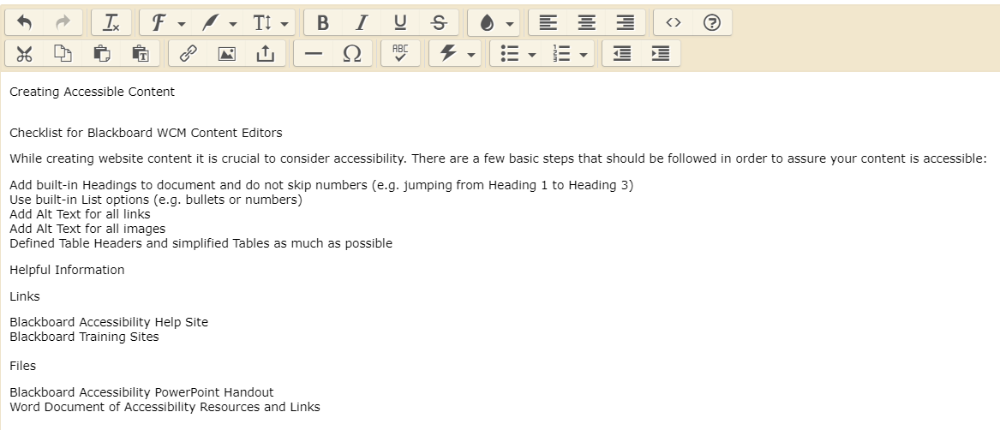 ABC
Creating Accessible Content
Checklist for Blackboard WCM Content Editors
While creating website content it is crucial to consider accessibility. There are a few basic steps that should be followed in order to assure your content is accessible:
Add built-in Headings to document and do not skip numbers (e.g. jumping from Heading 1 to Heading 3)
Use built-in List options (e.g. bullets or numbers)
Add Alt Text for all links
Add Alt Text for all images
Defined Table Headers and simplified Tables as much as possible
Helpful Information
Links
Blackboard Accessibility Help Site
Blackboard Training Sites
Files
Blackboard Accessibility PowerPoint Handout
Word Document of Accessibility Resources and Links